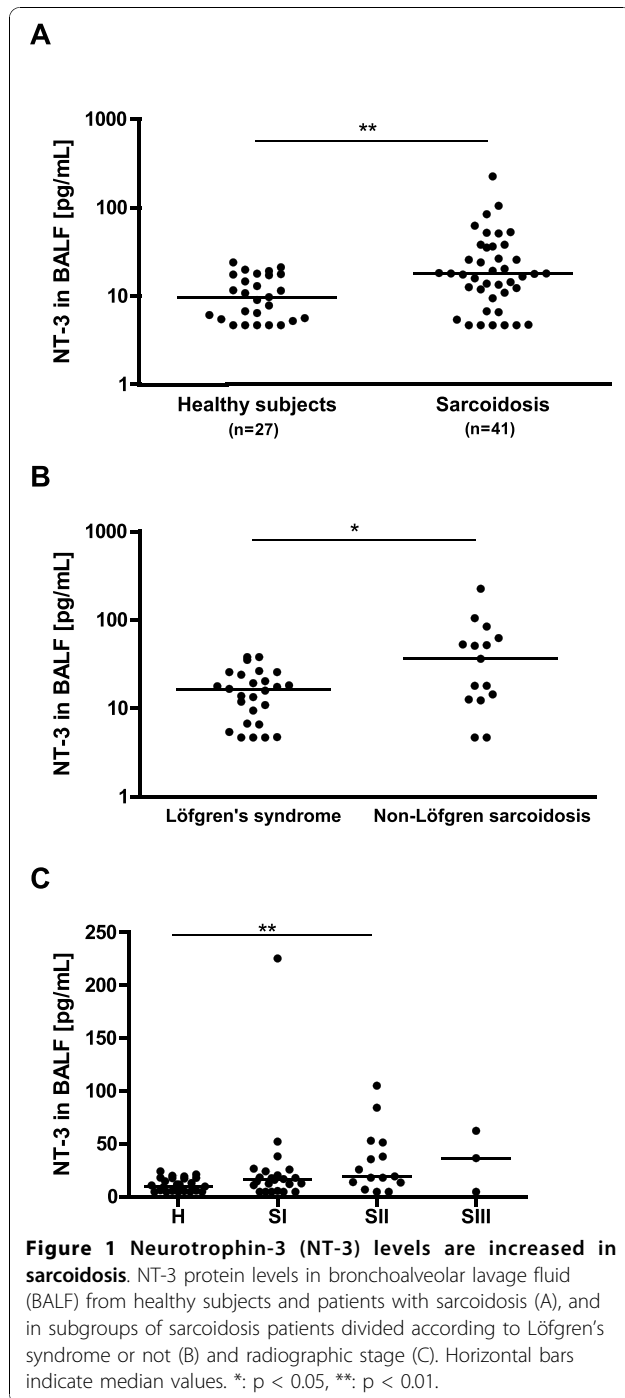 A
NT-3 in BALF [pg/mL]
1000
100
10
1
**
Healthy subjects
(n=27)
Sarcoidosis
(n=41)
B
NT-3 in BALF [pg/mL]
1000
100
10
1
*
Löfgren's syndrome
Non-Löfgren sarcoidosis
C
NT-3 in BALF [pg/mL]
250
200
150
100
50
0
**
H
SI
SII
SIII
Figure 1 Neurotrophin-3 (NT-3) levels are increased in
sarcoidosis. NT-3 protein levels in bronchoalveolar lavage fluid
(BALF) from healthy subjects and patients with sarcoidosis (A), and
in subgroups of sarcoidosis patients divided according to Löfgren's
syndrome or not (B) and radiographic stage (C). Horizontal bars
indicate median values. *: p < 0.05, **: p < 0.01.